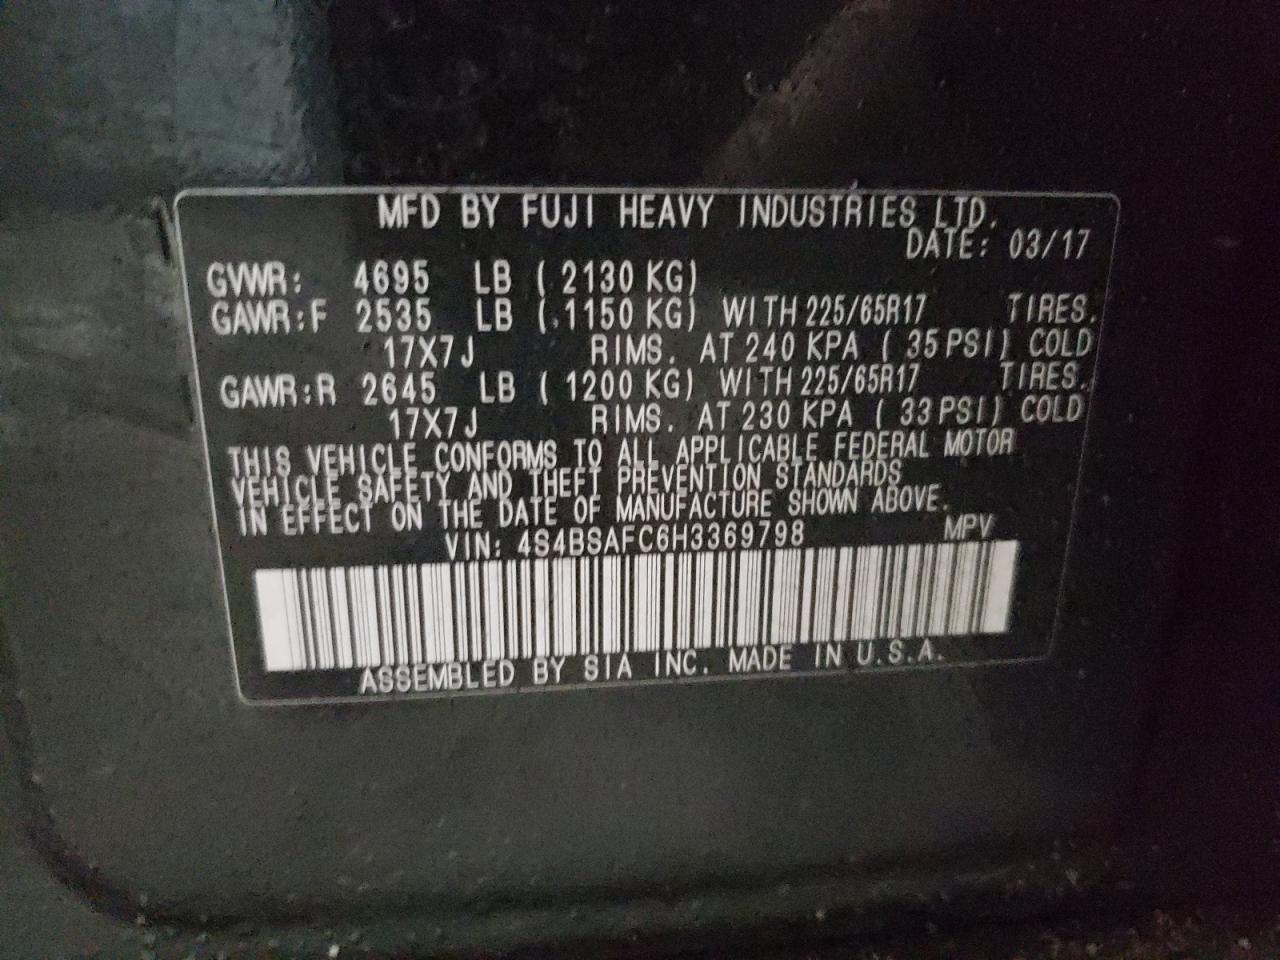 MFD BY FUJI HEAVY INDUSTRIES LTD.
DATE: 03/17
GVWR: 4695 LB ( 2130 KG)
GAWR:F 2535 LB ( 1150 KG) WITH 225/65R17 TIRES.
17X7J RIMS. AT 240 KPA ( 35 PSI) COLD
GAWR:R 2645 LB ( 1200 KG) WITH 225/65R17 TIRES.
17X7J RIMS. AT 230 KPA ( 33 PSI) COLD
THIS VEHICLE CONFORMS TO ALL APPLICABLE FEDERAL MOTOR
VEHICLE SAFETY AND THEFT PREVENTION STANDARDS
IN EFFECT ON THE DATE OF MANUFACTURE SHOWN ABOVE.
VIN: 4S4BSAFC6H3369798 MPV
ASSEMBLED BY SIA INC. MADE IN U.S.A.